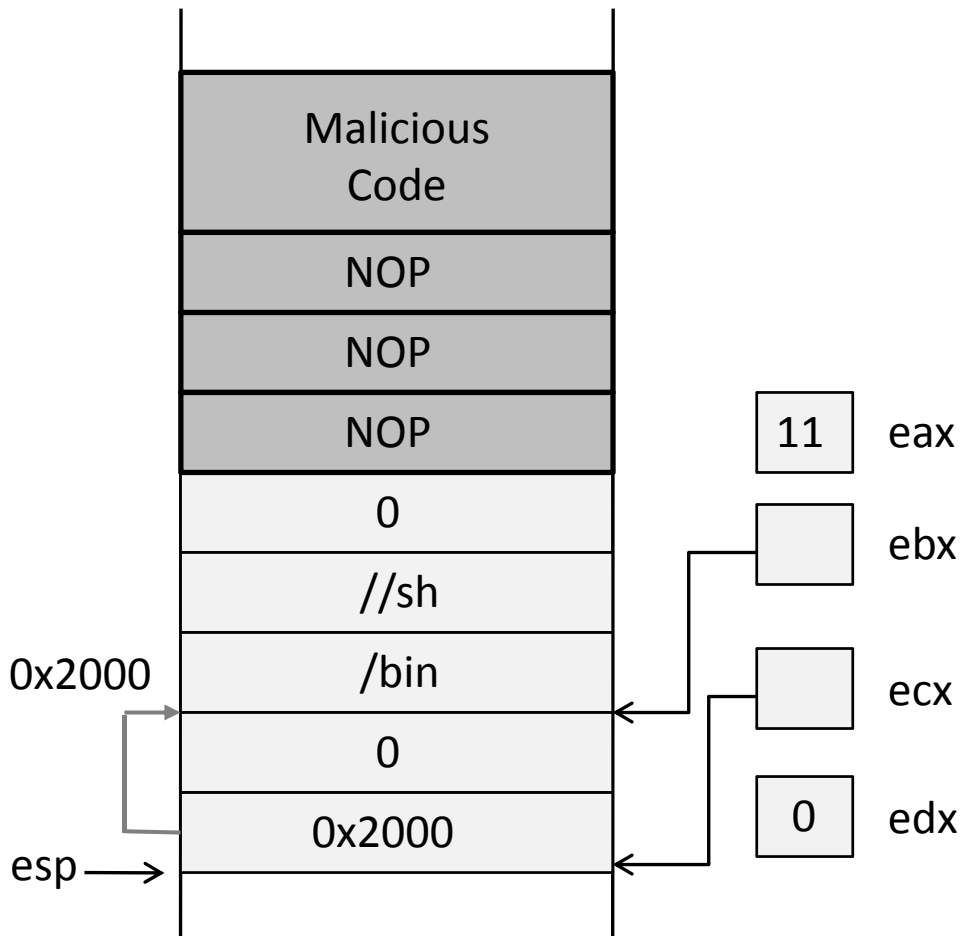 Malicious
Code
NOP
NOP
NOP
11 eax
0
ebx
//sh
/bin
0x2000
ecx
0
0 edx
0x2000
esp